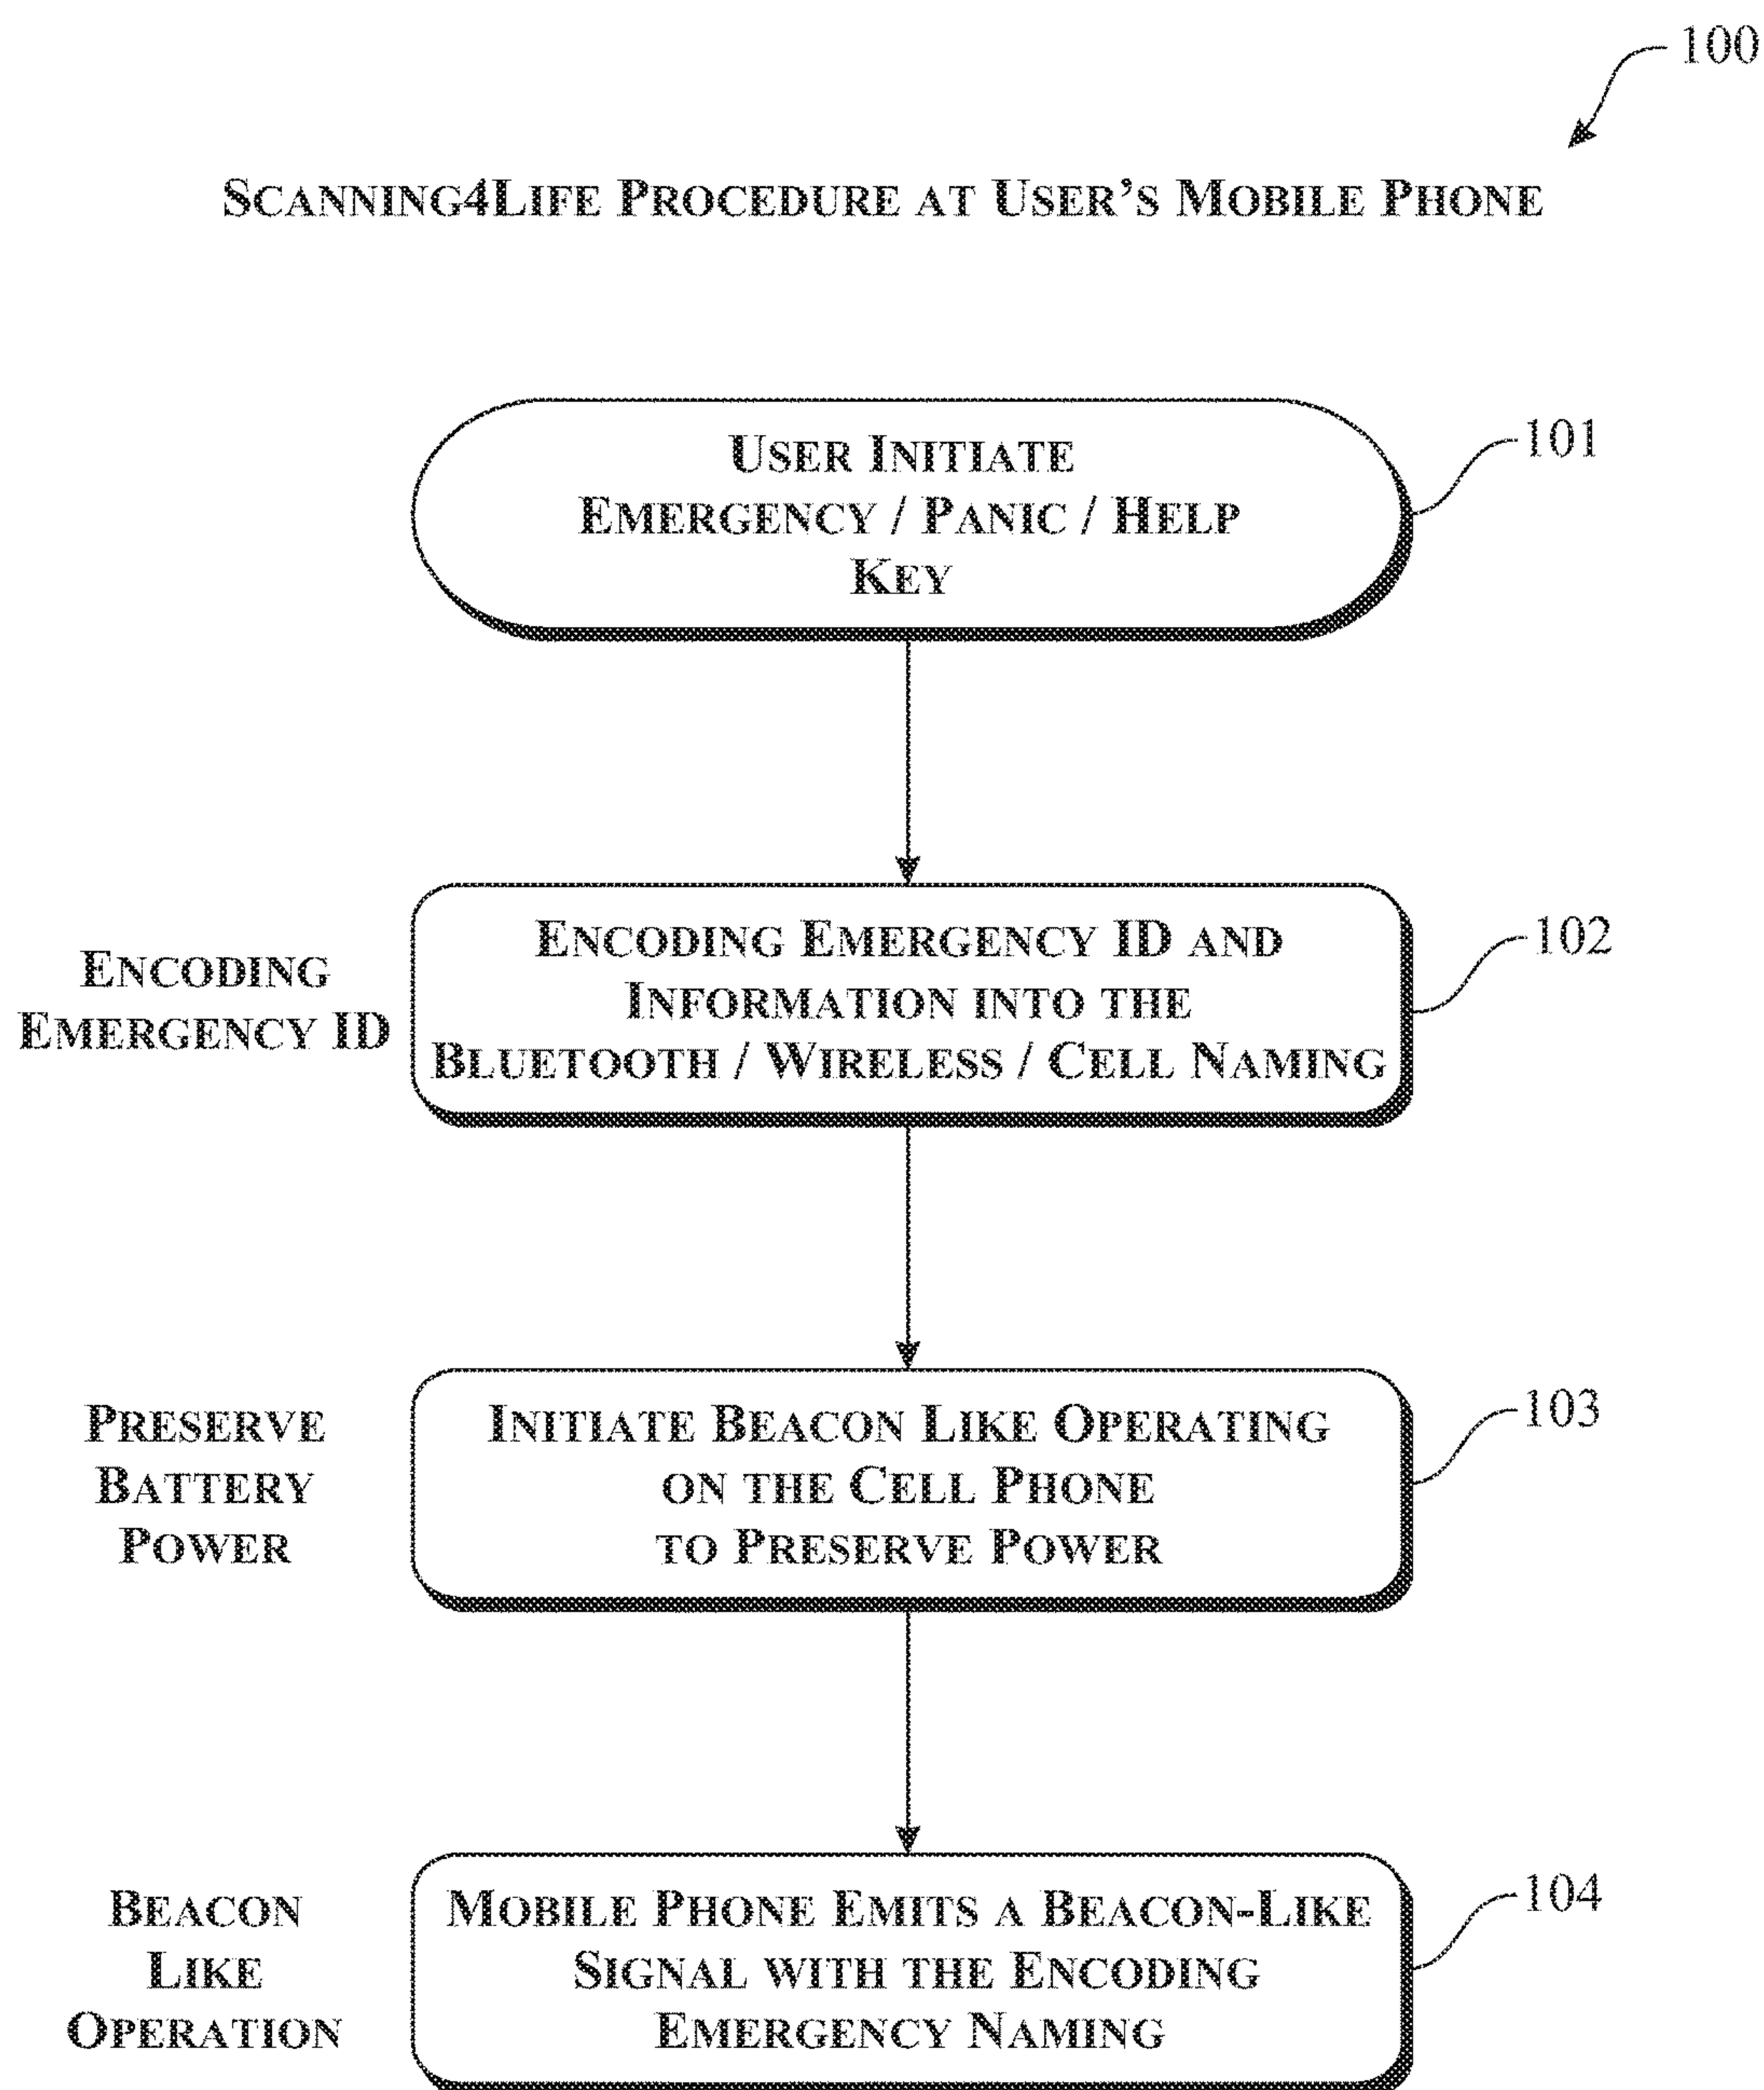 100
SCANNING4LIFE PROCEDURE AT USER'S MOBILE PHONE
USER INITIATE
EMERGENCY / PANIC / HELP
KEY
101
ENCODING
EMERGENCY ID
ENCODING EMERGENCY ID AND
INFORMATION INTO THE
BLUETOOTH / WIRELESS / CELL NAMING
102
PRESERVE
BATTERY
POWER
INITIATE BEACON LIKE OPERATING
ON THE CELL PHONE
TO PRESERVE POWER
103
BEACON
LIKE
OPERATION
MOBILE PHONE EMITS A BEACON-LIKE
SIGNAL WITH THE ENCODING
EMERGENCY NAMING
104